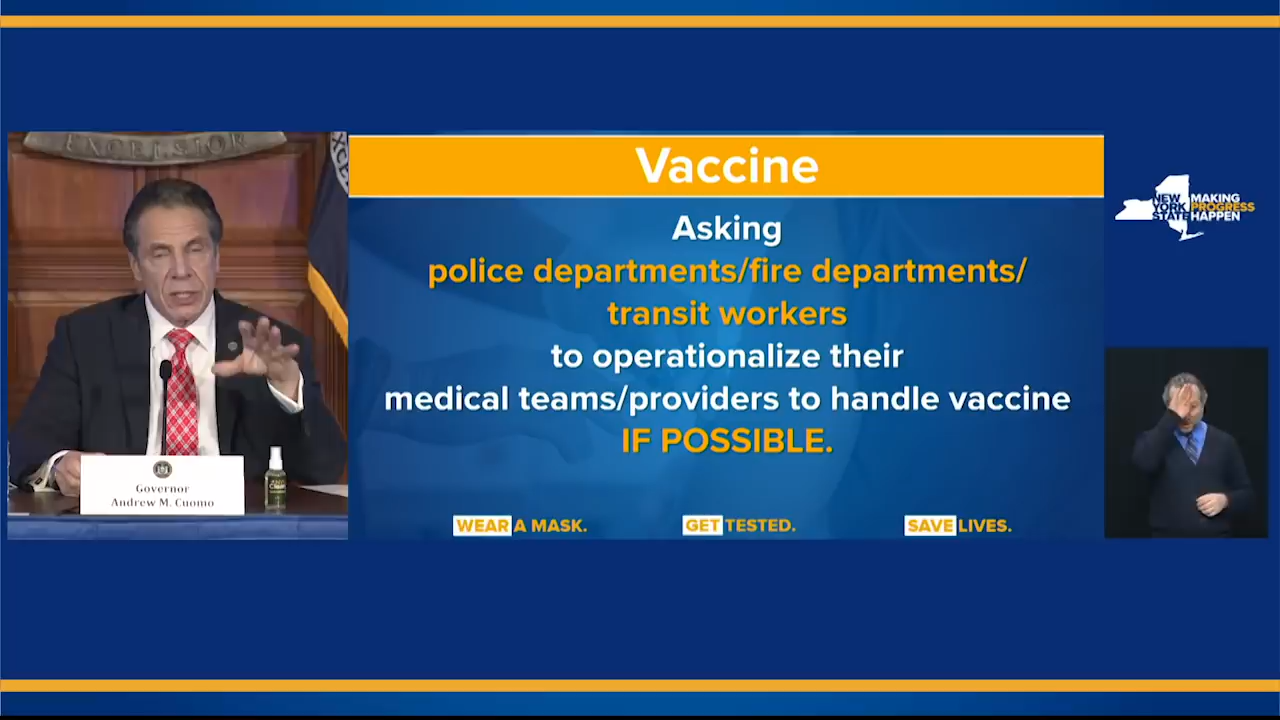 EXCELSIOR
Vaccine
Asking
police departments/fire departments/
transit workers
to operationalize their
medical teams/providers to handle vaccine
IF POSSIBLE.
WEAR A MASK.
GET TESTED.
SAVE LIVES.
Governor
Andrew M. Cuomo
NEW
YORK
STATE
MAKING
PROGRESS
HAPPEN